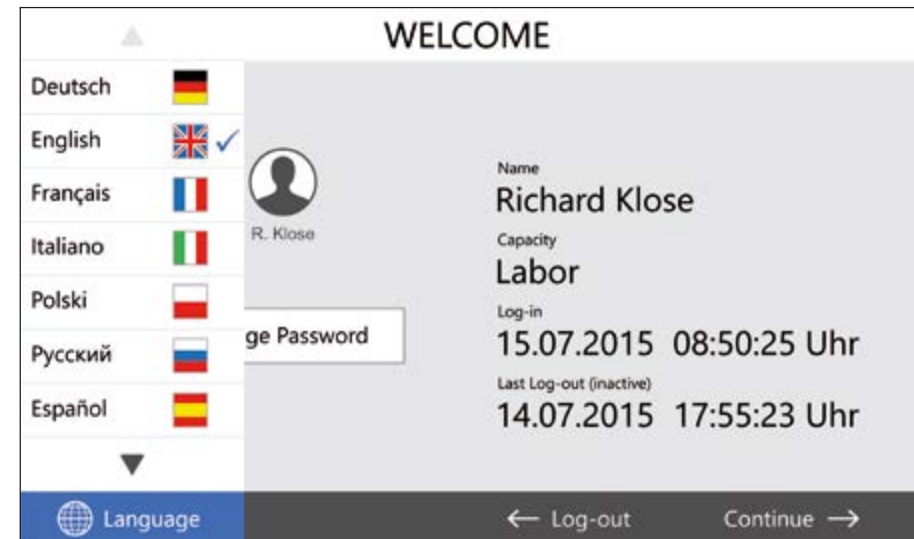 WELCOME
Deutsch
English
Français
Italiano
Polski
Русский
Español
R. Klose
ge Password
Name
Richard Klose
Capacity
Labor
Log-in
15.07.2015 08:50:25 Uhr
Last Log-out (inactive)
14.07.2015 17:55:23 Uhr
Language
← Log-out
Continue →